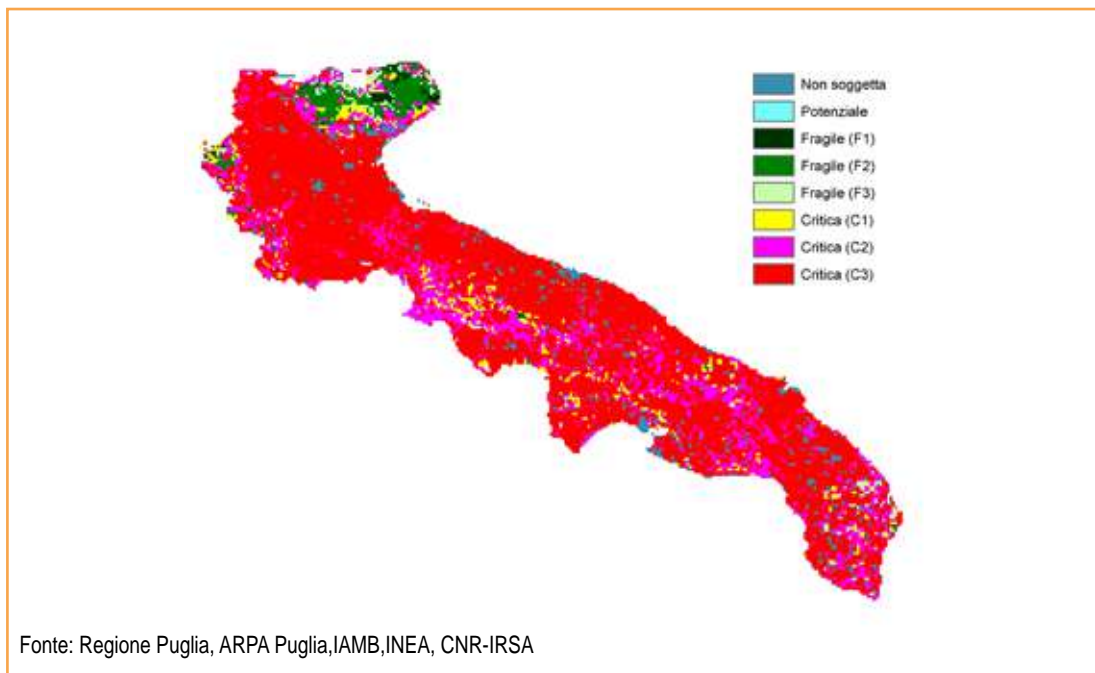 Non soggetta
Potenziale
Fragile (F1)
Fragile (F2)
Fragile (F3)
Critica (C1)
Critica (C2)
Critica (C3)
Fonte: Regione Puglia, ARPA Puglia,IAMB,INEA, CNR-IRSA